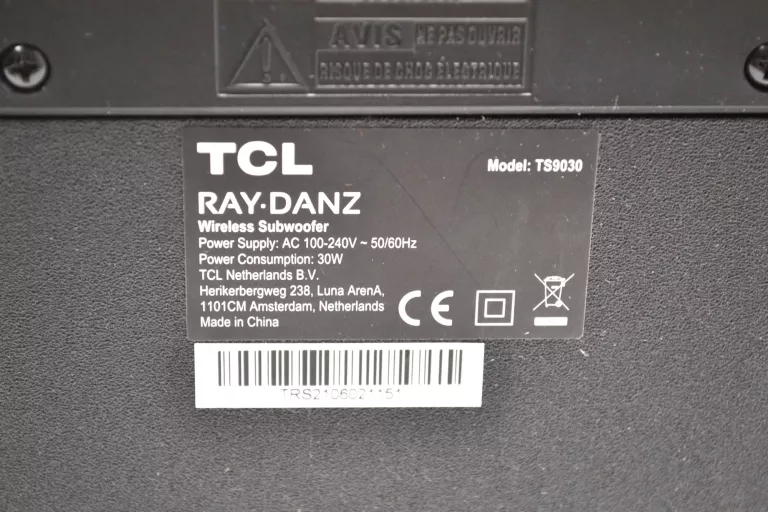 AVIS NE PAS OUVRIR
RISQUE DE CHOC ÉLECTRIQUE
TCL
Model: TS9030
RAY·DANZ
Wireless Subwoofer
Power Supply: AC 100-240V ~ 50/60Hz
Power Consumption: 30W
TCL Netherlands B.V.
Herikerbergweg 238, Luna ArenA,
1101CM Amsterdam, Netherlands
Made in China
CE
TRS2106021151